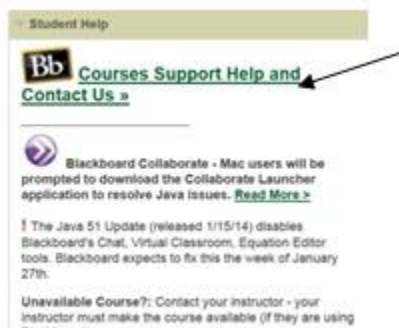 Student Help
Bb Courses Support Help and
Contact Us »
Blackboard Collaborate - Mac users will be
prompted to download the Collaborate Launcher
application to resolve Java issues. Read More >
! The Java 51 Update (released 1/15/14) disables
Blackboard's Chat, Virtual Classroom, Equation Editor
tools. Blackboard expects to fix this the week of January
27th.
Unavailable Course?: Contact your instructor - your
instructor must make the course available (if they are using